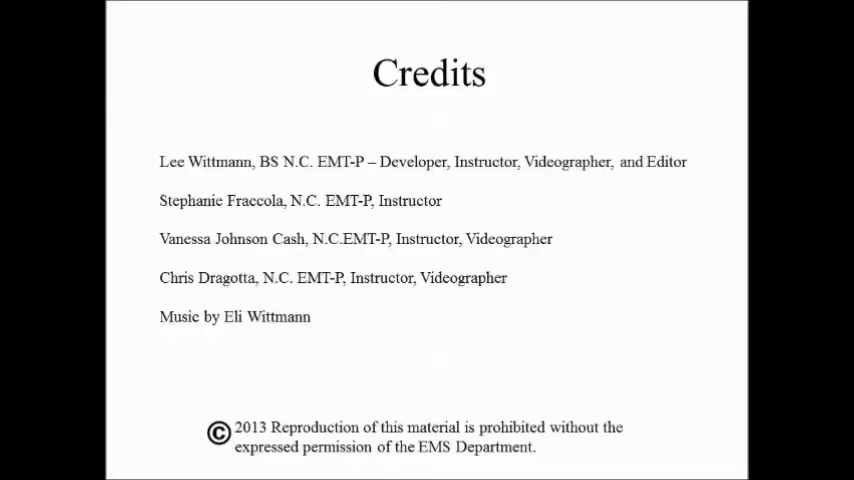 Credits
Lee Wittmann, BS N.C. EMT-P – Developer, Instructor, Videographer, and Editor
Stephanie Fraccola, N.C. EMT-P, Instructor
Vanessa Johnson Cash, N.C.EMT-P, Instructor, Videographer
Chris Dragotta, N.C. EMT-P, Instructor, Videographer
Music by Eli Wittmann
© 2013 Reproduction of this material is prohibited without the
expressed permission of the EMS Department.